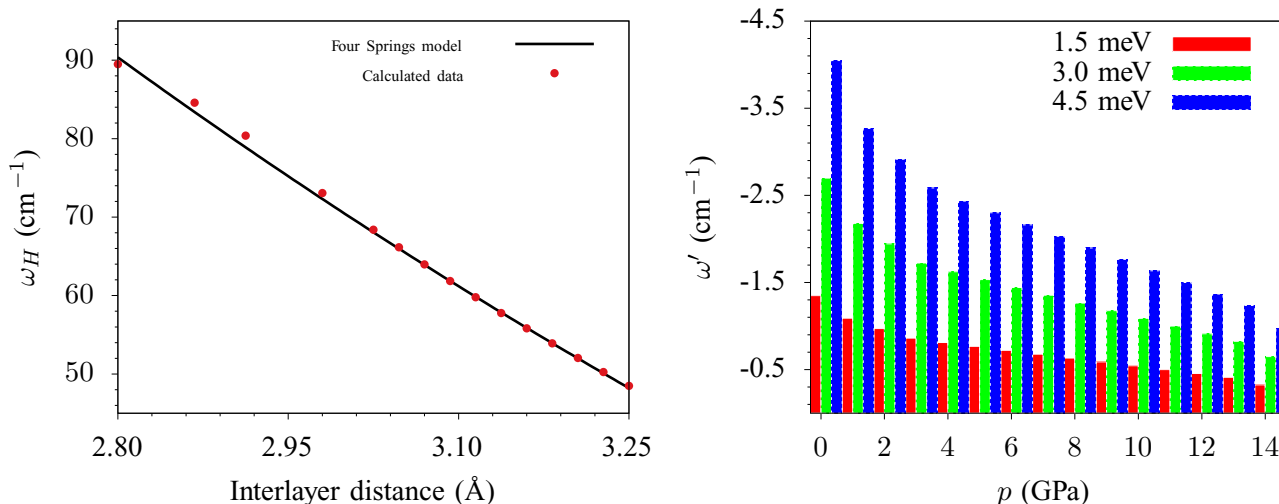 Four Springs model
Calculated data
90
80
70
60
50
ω_H (cm⁻¹)
2.80 2.95 3.10 3.25
Interlayer distance (Å)
1.5 meV
3.0 meV
4.5 meV
-4.5
-3.5
-2.5
-1.5
-0.5
ω′ (cm⁻¹)
0 2 4 6 8 10 12 14
p (GPa)